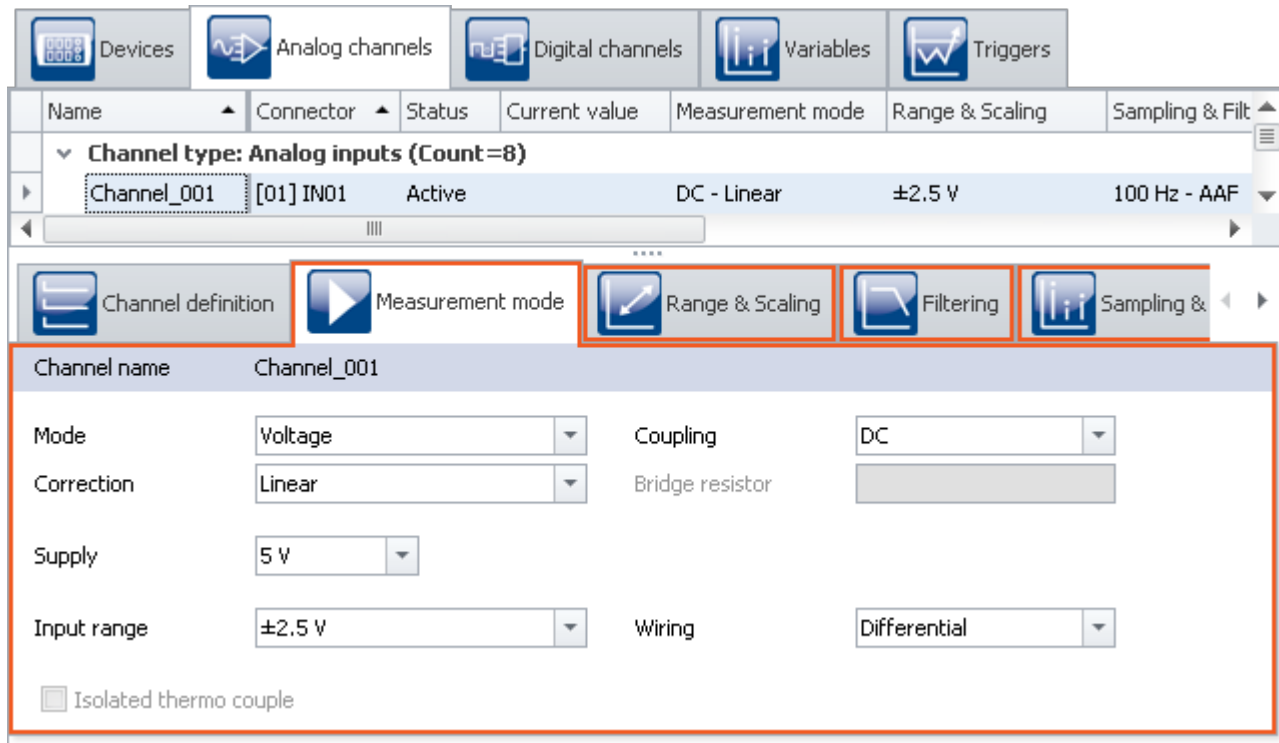 Devices Analog channels Digital channels Variables Triggers
Name Connector Status Current value Measurement mode Range & Scaling Sampling & Filt
Channel type: Analog inputs (Count=8)
Channel_001 [01] IN01 Active DC - Linear ±2.5 V 100 Hz - AAF
Channel definition Measurement mode Range & Scaling Filtering Sampling &
Channel name Channel_001
Mode Voltage Coupling DC
Correction Linear Bridge resistor
Supply 5 V
Input range ±2.5 V Wiring Differential
Isolated thermo couple